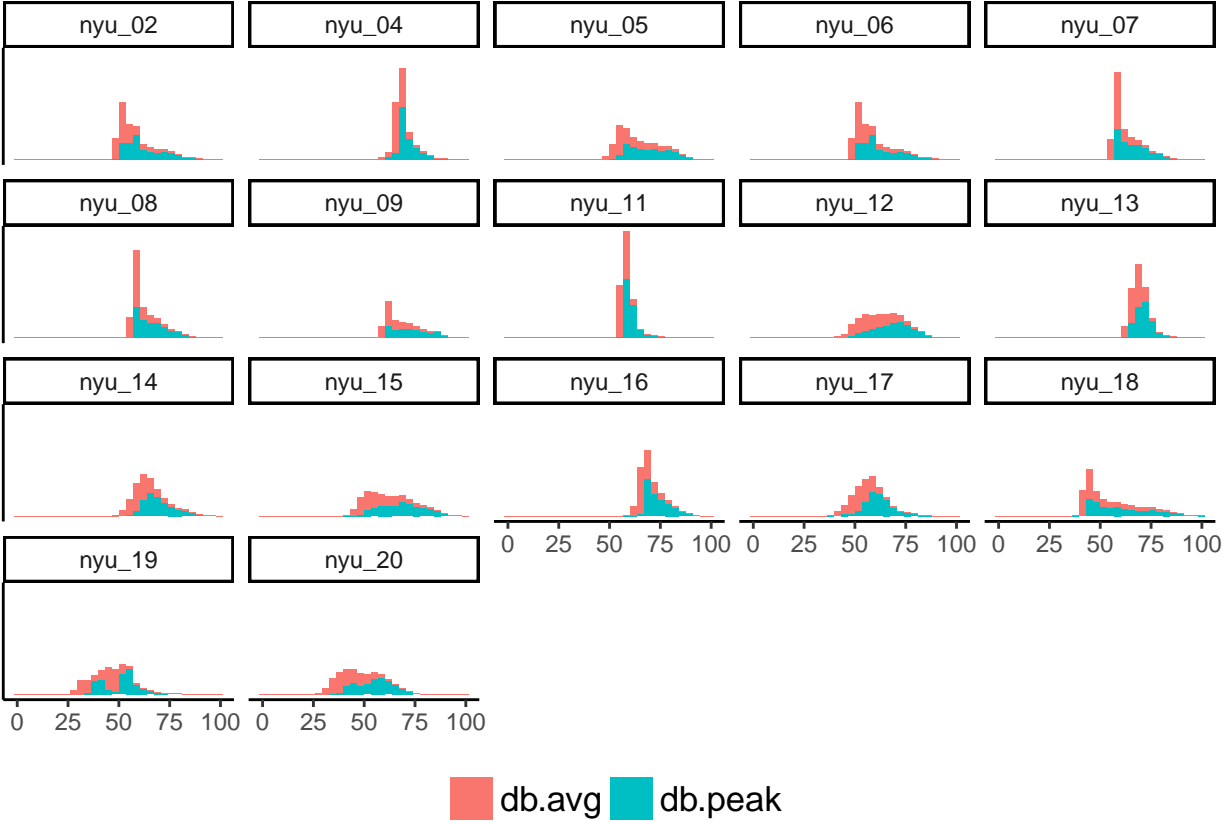 nyu_02 nyu_04 nyu_05 nyu_06 nyu_07
nyu_08 nyu_09 nyu_11 nyu_12 nyu_13
nyu_14 nyu_15 nyu_16 nyu_17 nyu_18
0 25 50 75 100 0 25 50 75 100 0 25 50 75 100
nyu_19 nyu_20
0 25 50 75 100 0 25 50 75 100
db.avg db.peak